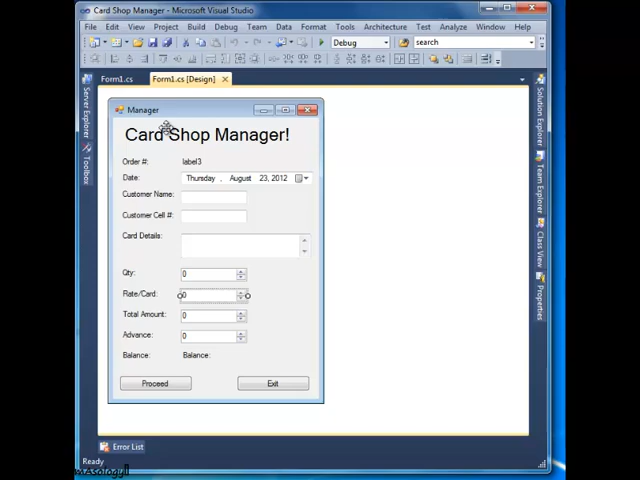 Card Shop Manager - Microsoft Visual Studio
File Edit View Project Build Debug Team Data Format Tools Test Analyze Window Help
Debug search
Form1.cs Form1.cs [Design]
Server Explorer
Toolbox
Manager
Card Shop Manager!
Order #: label3
Date: Thursday , August 23, 2012
Customer Name:
Customer Cell #:
Card Details:
Qty: 0
Rate/Card: 0
Total Amount: 0
Advance: 0
Balance: Balance:
Proceed Exit
Solution Explorer
Team Explorer
Class View
Properties
Error List
Ready